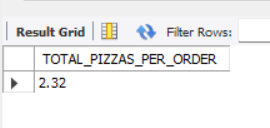 Result Grid Filter Rows:
TOTAL_PIZZAS_PER_ORDER
2.32